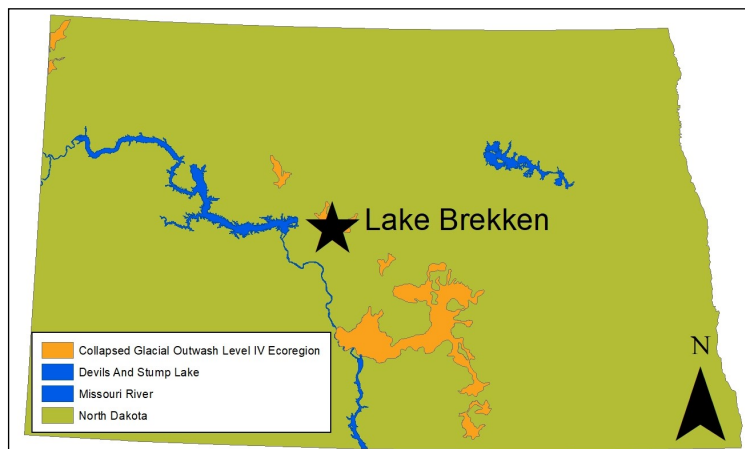 Lake Brekken
Collapsed Glacial Outwash Level IV Ecoregion
Devils And Stump Lake
Missouri River
North Dakota
N